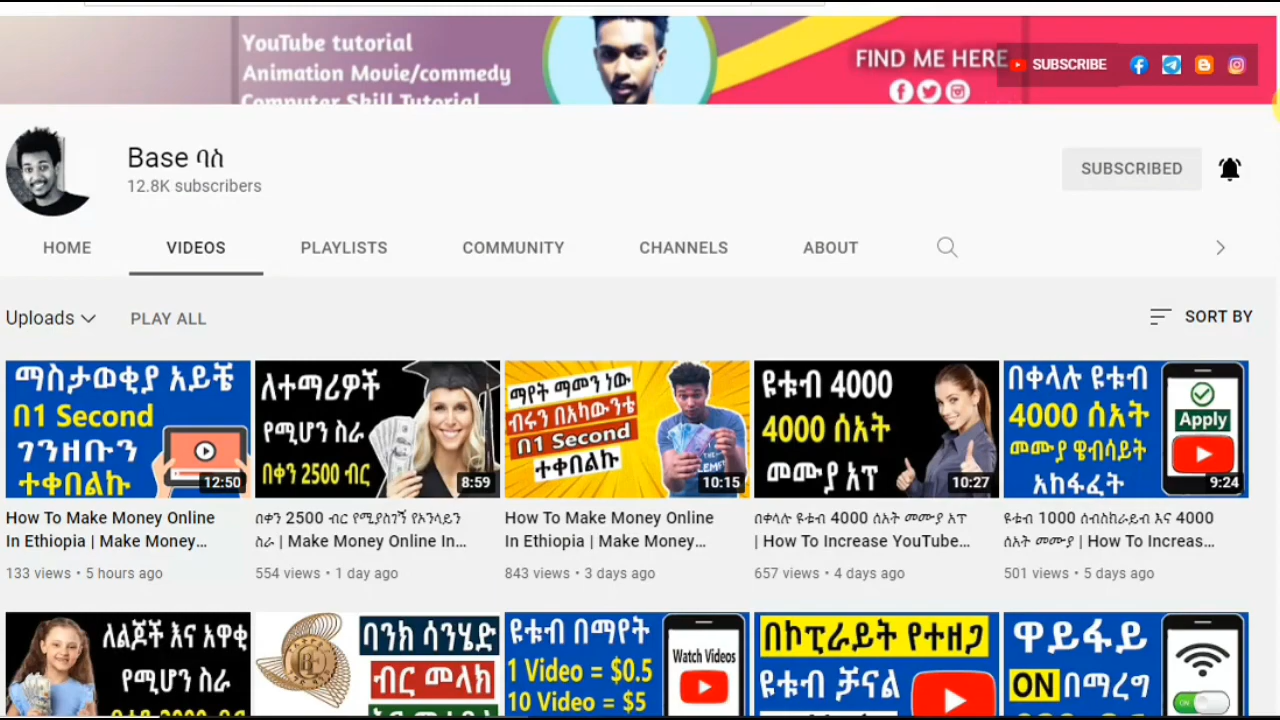 YouTube tutorial
Animation Movie/commedy
Computer Skill Tutorial
FIND ME HERE
SUBSCRIBE
Base ባስ
12.8K subscribers
SUBSCRIBED
HOME VIDEOS PLAYLISTS COMMUNITY CHANNELS ABOUT
Uploads PLAY ALL
SORT BY
ማስታወቂያ አይቼ
በ1 Second
ገንዘቡን
ተቀበልኩ
12:50
ለተማሪዎች
የሚሆን ስራ
በቀን 2500 ብር
8:59
ማየት ማመን ነው
ብሩን በአካውንቴ
በ1 Second
ተቀበልኩ
10:15
ዩቱብ 4000
4000 ሰአት
መሙያ አፕ
10:27
በቀላሉ ዩቱብ
4000 ሰአት
መሙያ ዌብሳይት
አከፋፈት
Apply
9:24
How To Make Money Online
In Ethiopia | Make Money...
133 views • 5 hours ago
በቀን 2500 ብር የሚያስገኝ የኦንላይን
ስራ | Make Money Online In...
554 views • 1 day ago
How To Make Money Online
In Ethiopia | Make Money...
843 views • 3 days ago
በቀላሉ ዩቱብ 4000 ሰአት መሙያ አፕ
| How To Increase YouTube...
657 views • 4 days ago
ዩቱብ 1000 ሰብስክራይብ እና 4000
ሰአት መሙያ | How To Increas...
501 views • 5 days ago
ለልጆች እና አዋቂ
የሚሆን ስራ
ባንክ ሳንሄድ
ብር መላክ
ዩቱብ በማየት
1 Video = $0.5
10 Video = $5
Watch Videos
በኮፒራይት የተዘጋ
ዩቱብ ቻናል
ዋይፋይ
ON በማረግ
ON